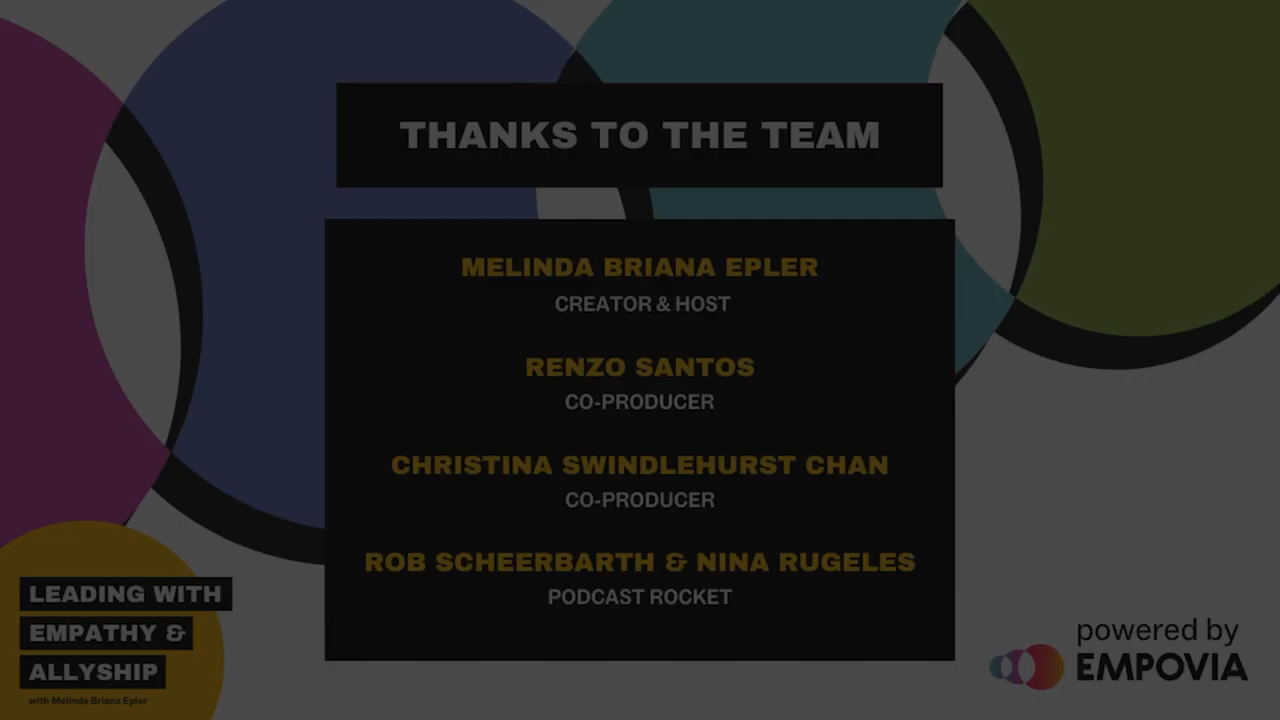 THANKS TO THE TEAM
MELINDA BRIANA EPLER
CREATOR & HOST
RENZO SANTOS
CO-PRODUCER
CHRISTINA SWINDLEHURST CHAN
CO-PRODUCER
ROB SCHEERBARTH & NINA RUGELES
PODCAST ROCKET
LEADING WITH
EMPATHY &
ALLYSHIP
with Melinda Briana Epler
powered by
EMPOVIA